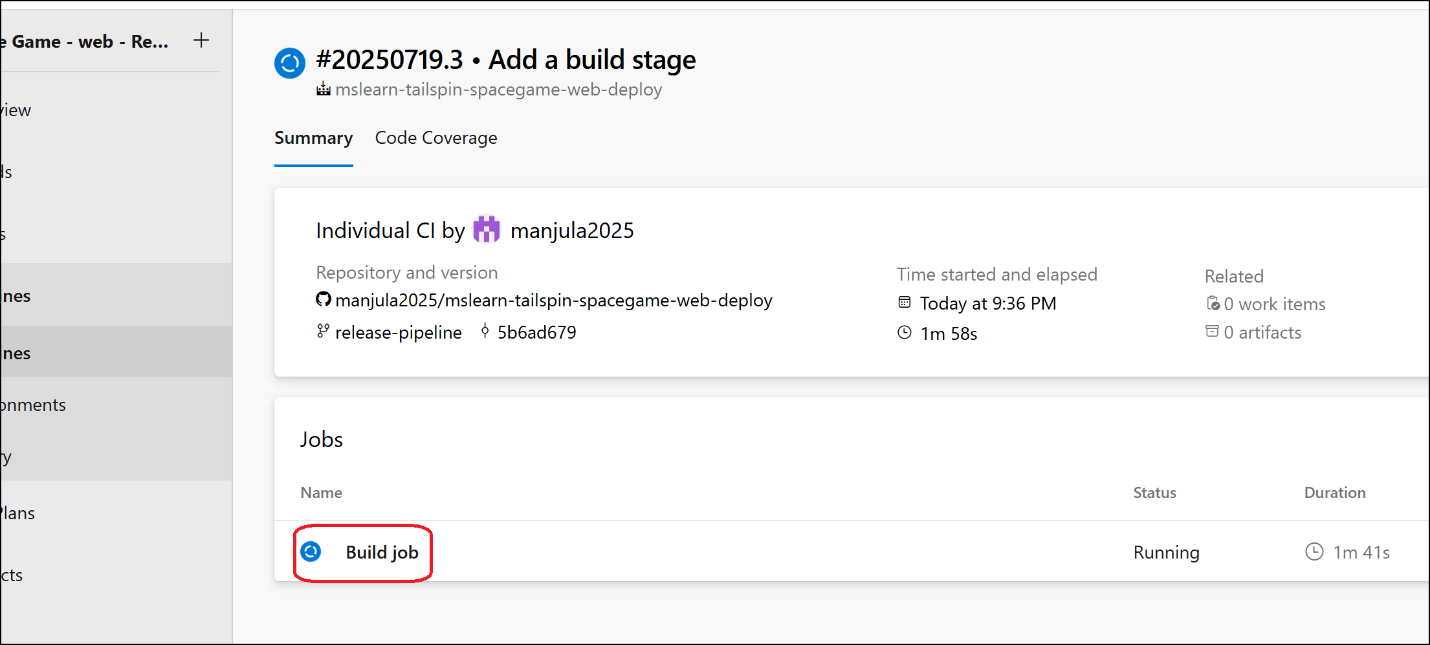 e Game - web - Re... +
#20250719.3 • Add a build stage
mslearn-tailspin-spacegame-web-deploy
view
ds
s
ines
ines
onments
ry
Plans
cts
Summary Code Coverage
Individual CI by manjula2025
Repository and version
manjula2025/mslearn-tailspin-spacegame-web-deploy
release-pipeline 5b6ad679
Time started and elapsed
Today at 9:36 PM
1m 58s
Related
0 work items
0 artifacts
Jobs
Name Status Duration
Build job Running 1m 41s